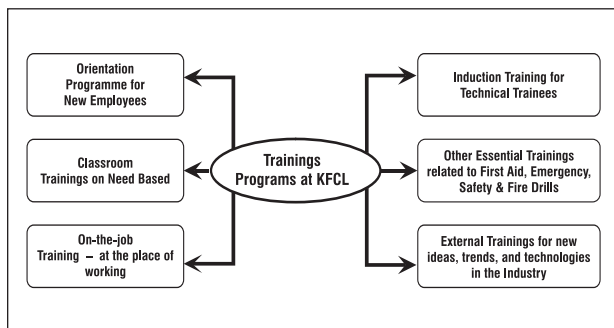 Orientation
Programme for
New Employees
Classroom
Trainings on Need Based
On-the-job
Training – at the place of
working
Trainings
Programs at KFCL
Induction Training for
Technical Trainees
Other Essential Trainings
related to First Aid, Emergency,
Safety & Fire Drills
External Trainings for new
ideas, trends, and technologies
in the Industry